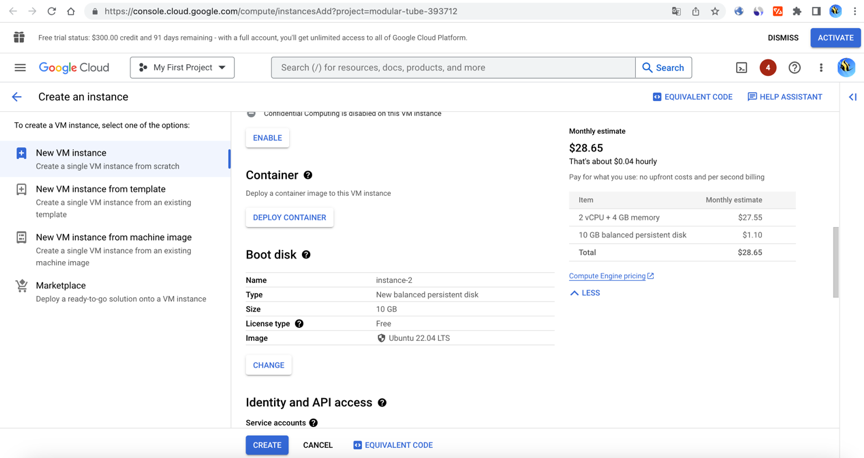 https://console.cloud.google.com/compute/instancesAdd?project=modular-tube-393712
Free trial status: $300.00 credit and 91 days remaining - with a full account, you'll get unlimited access to all of Google Cloud Platform.
DISMISS
ACTIVATE
Google Cloud
My First Project
Search (/) for resources, docs, products, and more
Search
4
Create an instance
EQUIVALENT CODE
HELP ASSISTANT
To create a VM instance, select one of the options:
New VM instance
Create a single VM instance from scratch
New VM instance from template
Create a single VM instance from an existing
template
New VM instance from machine image
Create a single VM instance from an existing
machine image
Marketplace
Deploy a ready-to-go solution onto a VM instance
Confidential Computing is disabled on this VM instance
ENABLE
Container
Deploy a container image to this VM instance
DEPLOY CONTAINER
Boot disk
Name instance-2
Type New balanced persistent disk
Size 10 GB
License type Free
Image Ubuntu 22.04 LTS
CHANGE
Identity and API access
Service accounts
CREATE
CANCEL
EQUIVALENT CODE
Monthly estimate
$28.65
That's about $0.04 hourly
Pay for what you use: no upfront costs and per second billing
Item Monthly estimate
2 vCPU + 4 GB memory $27.55
10 GB balanced persistent disk $1.10
Total $28.65
Compute Engine pricing
LESS